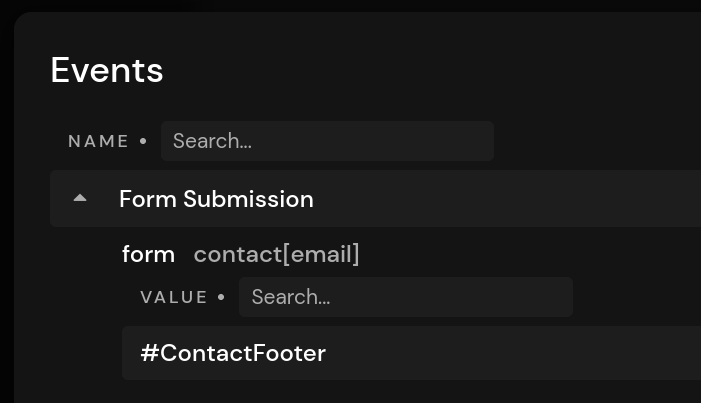 Events
NAME • Search...
Form Submission
form contact[email]
VALUE • Search...
#ContactFooter